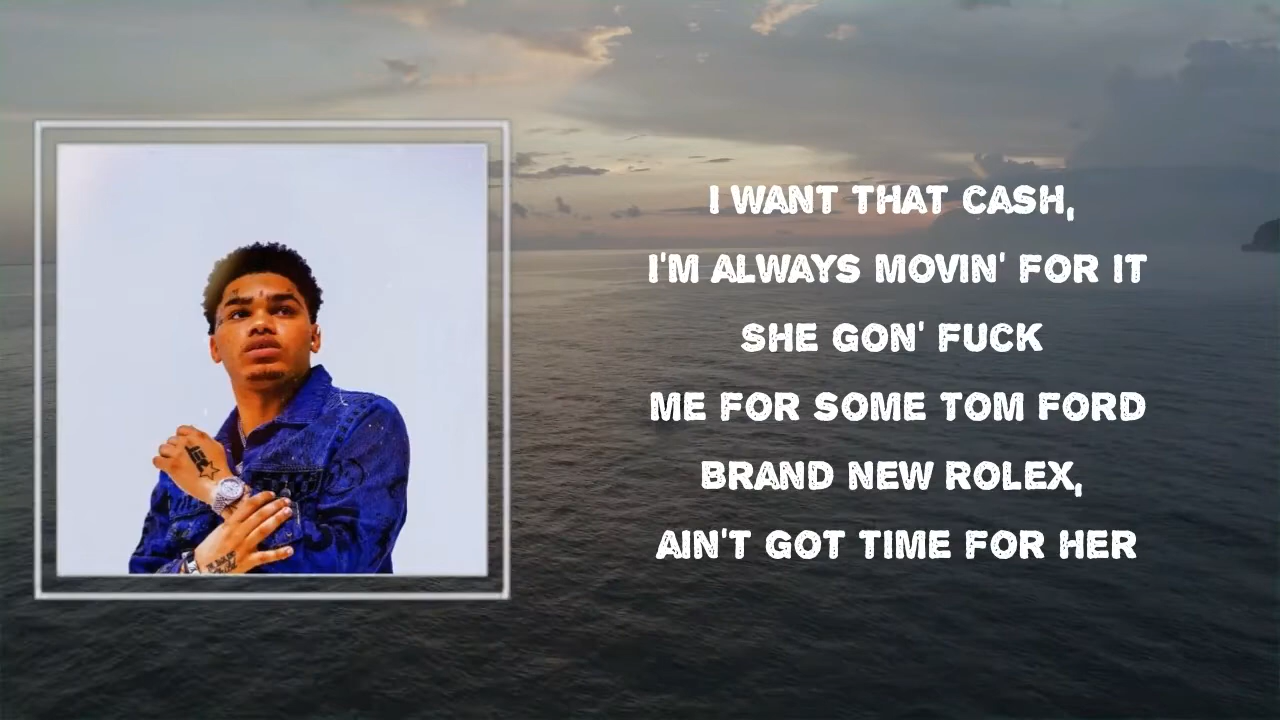 I WANT THAT CASH,
I'M ALWAYS MOVIN' FOR IT
SHE GON' FUCK
ME FOR SOME TOM FORD
BRAND NEW ROLEX,
AIN'T GOT TIME FOR HER